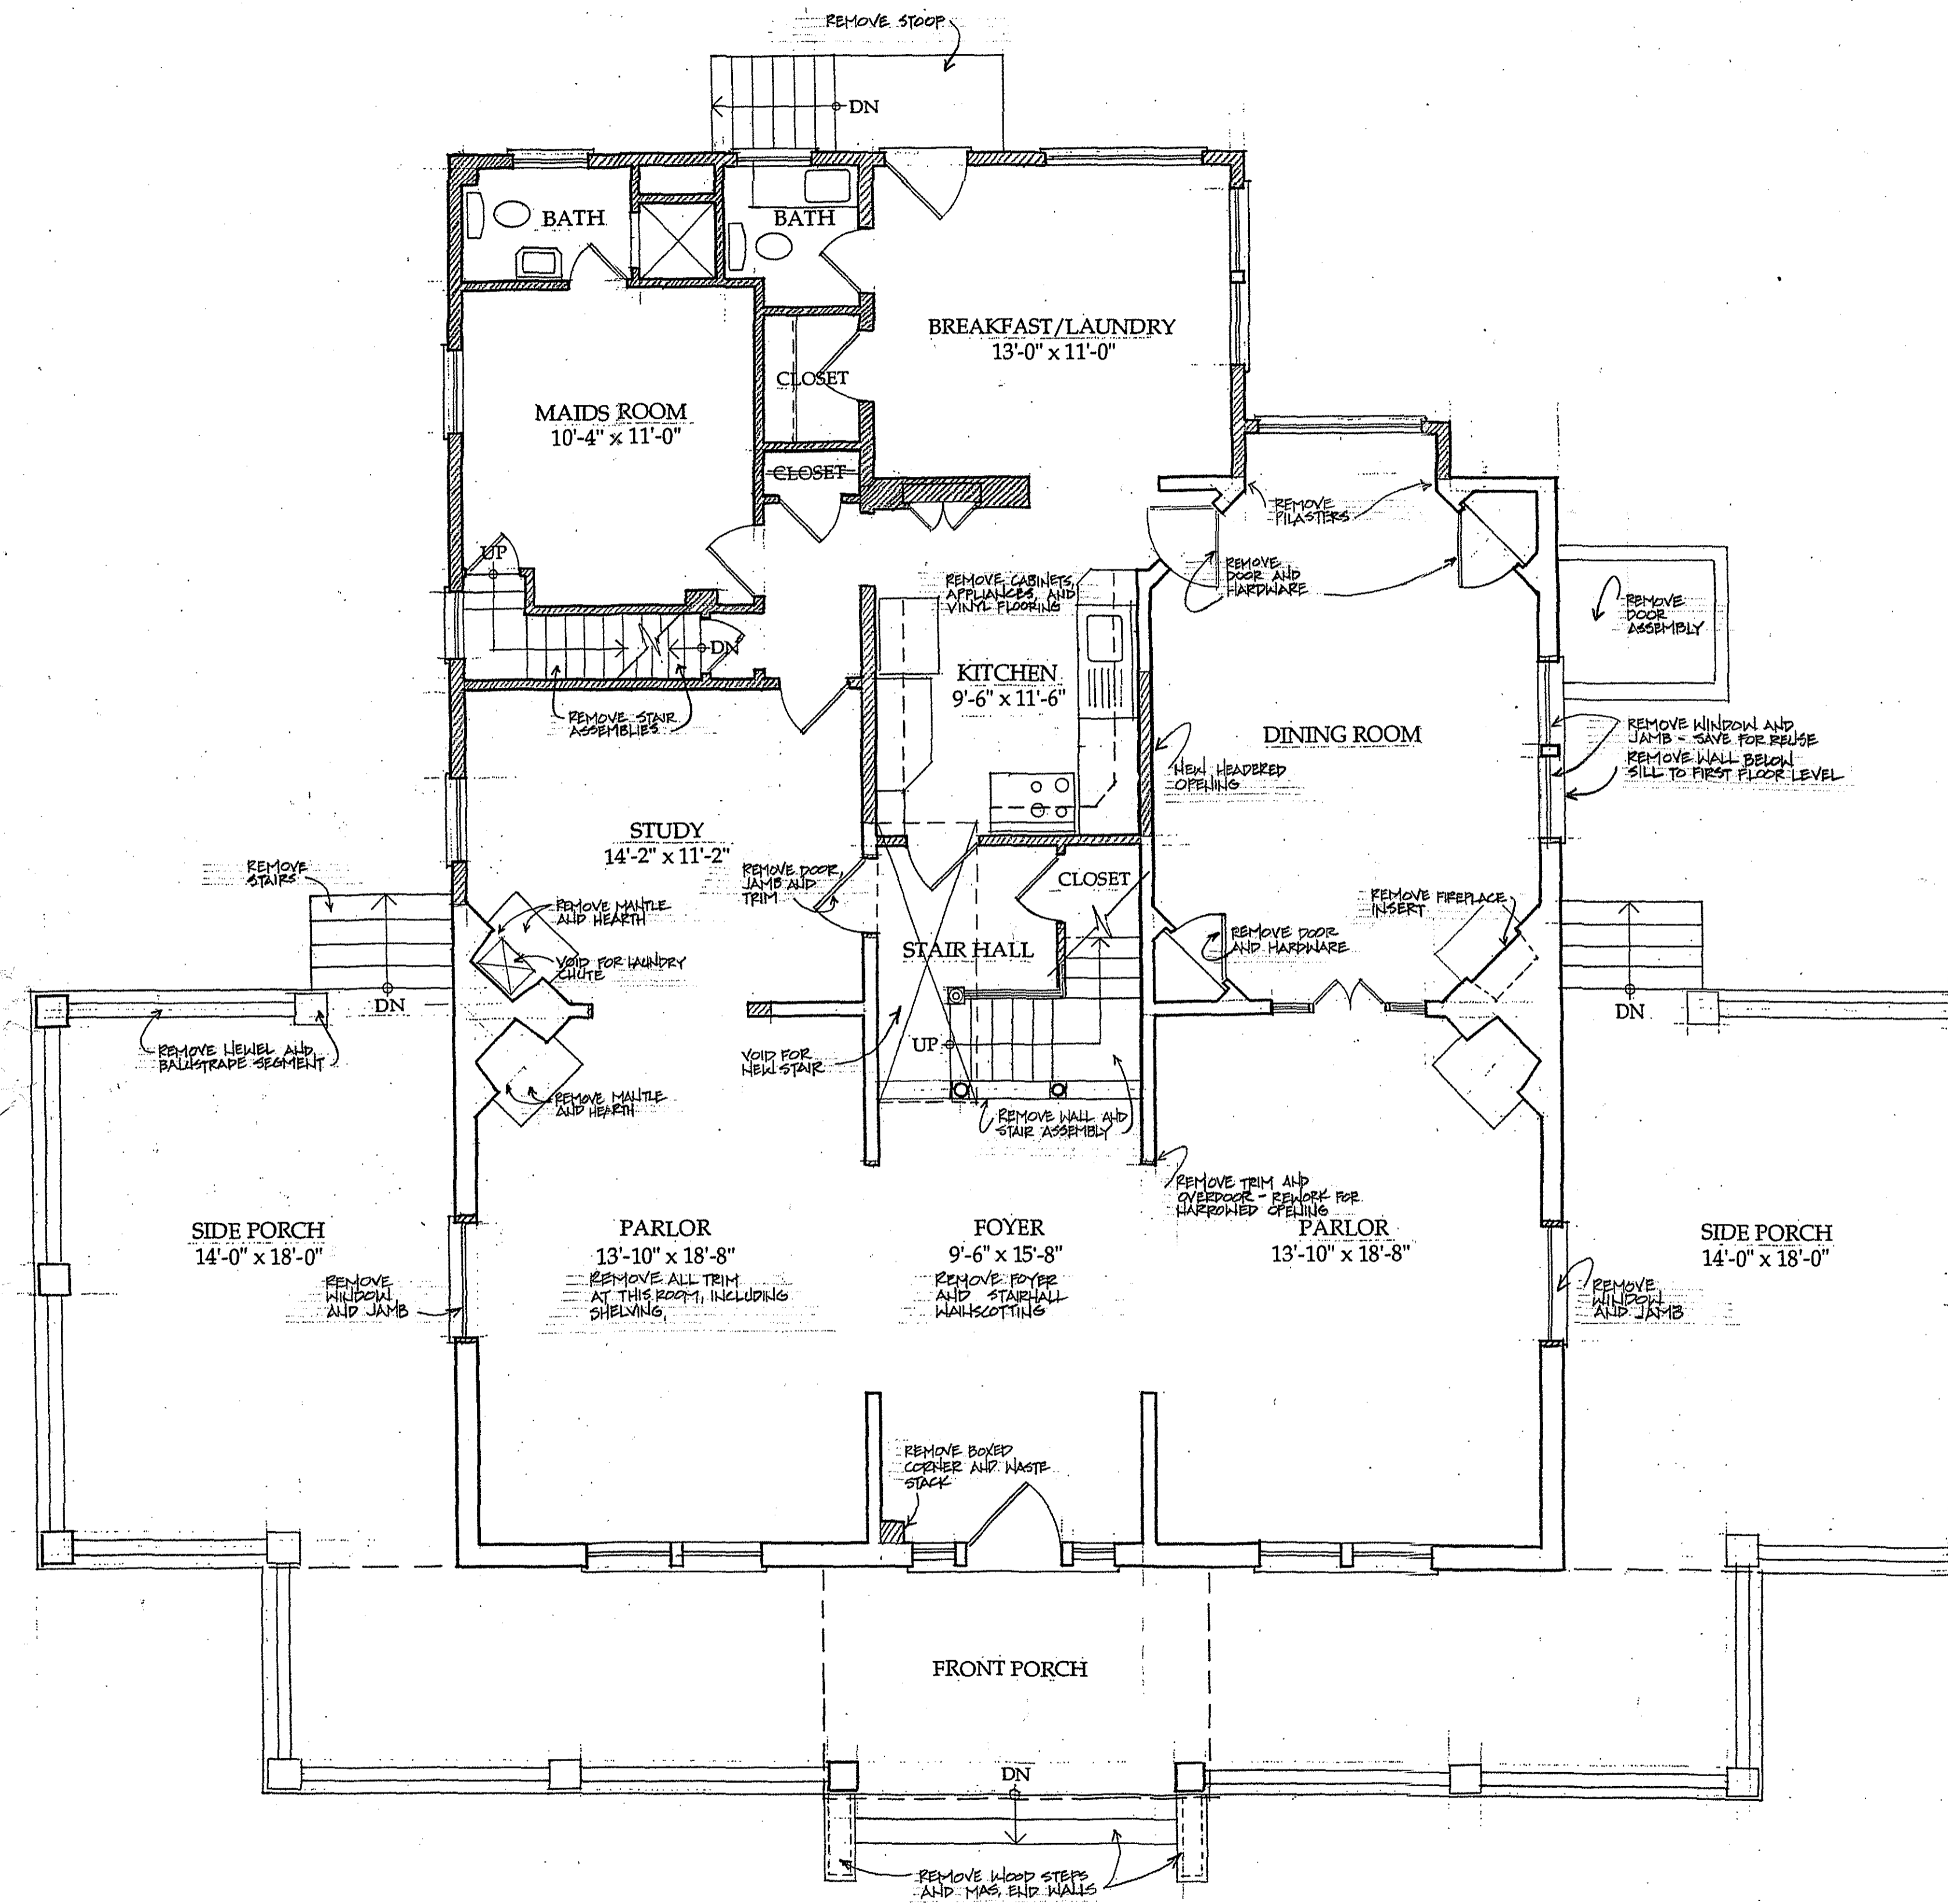 REMOVE STOOP
DN
BATH
BATH
BREAKFAST/LAUNDRY
13'-0" x 11'-0"
CLOSET
MAIDS ROOM
10'-4" x 11'-0"
CLOSET
REMOVE
PILASTERS
UP
REMOVE
DOOR AND
HARDWARE
REMOVE CABINETS,
APPLIANCES, AND
VINYL FLOORING
REMOVE
DOOR
ASSEMBLY
DN
KITCHEN
9'-6" x 11'-6"
REMOVE STAIR
ASSEMBLIES
DINING ROOM
REMOVE WINDOW AND
JAMB - SAVE FOR REUSE
REMOVE WALL BELOW
SILL TO FIRST FLOOR LEVEL
NEW HEADERED
OPENING
STUDY
14'-2" x 11'-2"
REMOVE
STAIRS
REMOVE DOOR,
JAMB AND
TRIM
CLOSET
REMOVE MANTLE
AND HEARTH
REMOVE FIREPLACE
INSERT
REMOVE DOOR
AND HARDWARE
STAIR HALL
VOID FOR LAUNDRY
CHUTE
DN
DN
REMOVE NEWEL AND
BALUSTRADE SEGMENT
UP
VOID FOR
NEW STAIR
REMOVE MANTLE
AND HEARTH
REMOVE WALL AND
STAIR ASSEMBLY
REMOVE TRIM AND
OVERDOOR - REWORK FOR
NARROWED OPENING
SIDE PORCH
14'-0" x 18'-0"
PARLOR
13'-10" x 18'-8"
REMOVE ALL TRIM
AT THIS ROOM, INCLUDING
SHELVING,
FOYER
9'-6" x 15'-8"
REMOVE FOYER
AND STAIRHALL
WAINSCOTTING
PARLOR
13'-10" x 18'-8"
SIDE PORCH
14'-0" x 18'-0"
REMOVE
WINDOW
AND JAMB
REMOVE
WINDOW
AND JAMB
REMOVE BOXED
CORNER AND WASTE
STACK
FRONT PORCH
DN
REMOVE WOOD STEPS
AND MAS. END WALLS